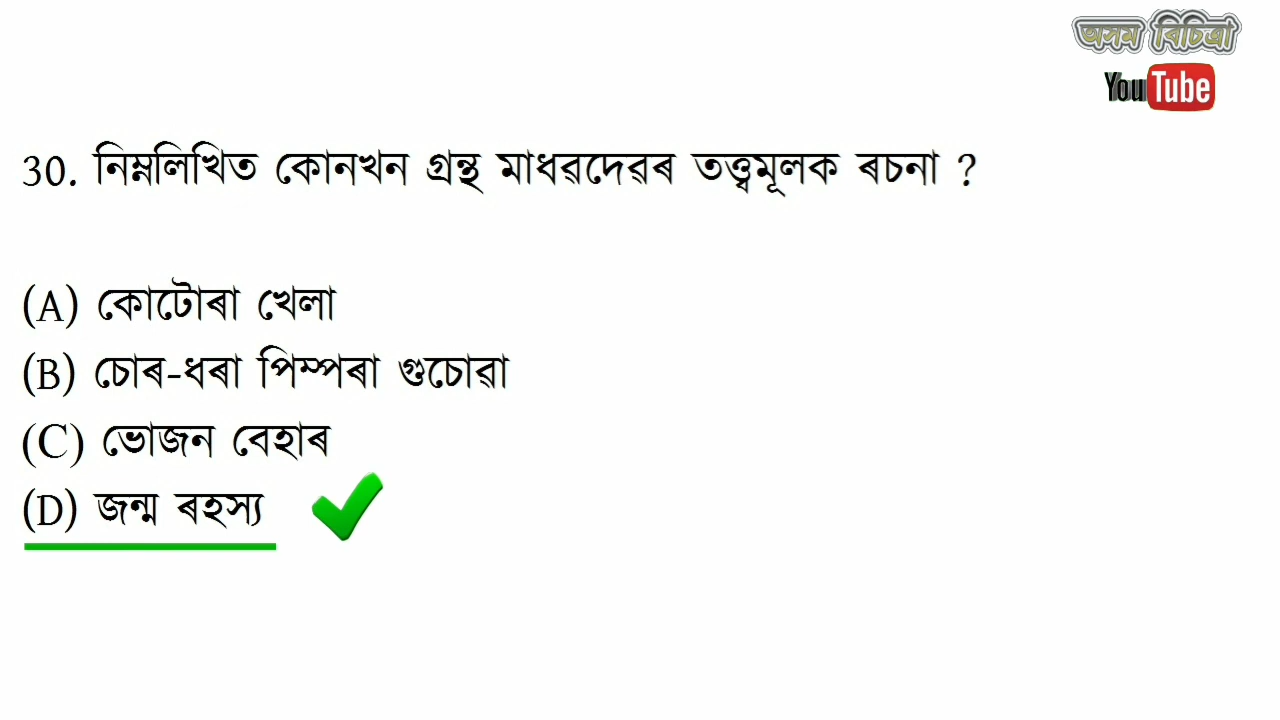 অসম বিচিত্ৰা
YouTube
30. নিম্নলিখিত কোনখন গ্ৰন্থ মাধৱদেৱৰ তত্ত্বমূলক ৰচনা ?
(A) কোটোৰা খেলা
(B) চোৰ-ধৰা পিম্পৰা গুচোৱা
(C) ভোজন বেহাৰ
(D) জন্ম ৰহস্য